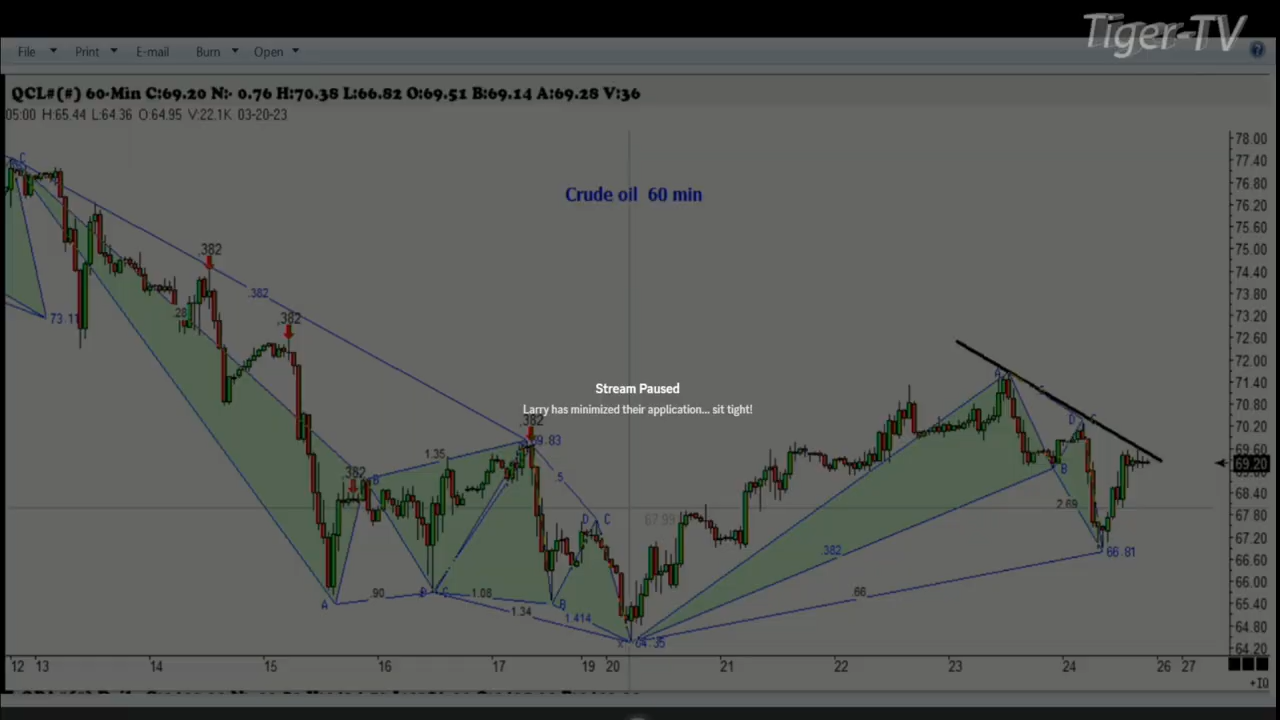 Tiger-TV
File Print E-mail Burn Open
QCL#(#) 60-Min C:69.20 N:- 0.76 H:70.38 L:66.82 O:69.51 B:69.14 A:69.28 V:36
05:00 H:65.44 L:64.36 O:64.95 V:22.1K 03-20-23
78.00
C
77.40
76.80
Crude oil 60 min
76.20
75.60
.382
75.00
74.40
.382
73.80
73.11
.382
73.20
72.60
72.00
A
71.40
Stream Paused
Larry has minimized their application... sit tight!
70.80
.382
D C
70.20
69.83
1.35
69.60
B
69.20
.382
B
.5
68.40
2.69
D C
67.99
67.80
67.20
.382
66.81
66.60
66.00
.90
1.08
.66
A
B
65.40
1.34
1.414
64.80
X 64.35
64.20
12 13 14 15 16 17 19 20 21 22 23 24 26 27